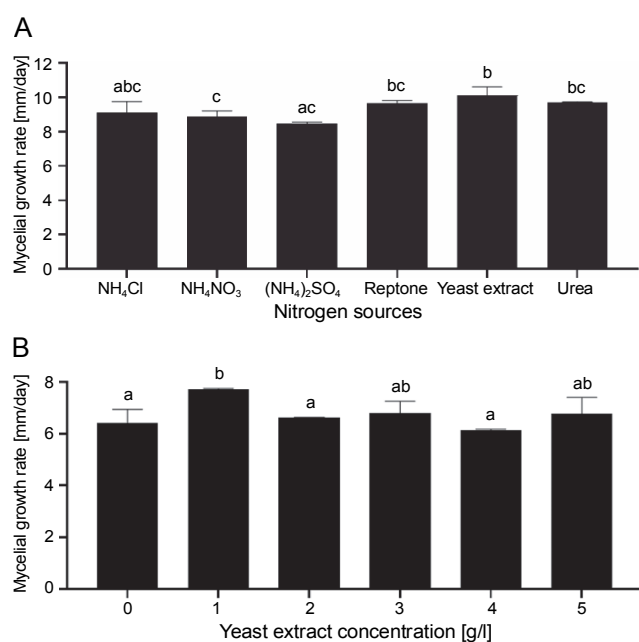 A
Mycelial growth rate [mm/day]
12
10
8
6
4
2
0
abc
c
ac
bc
b
bc
NH₄Cl
NH₄NO₃
(NH₄)₂SO₄
Reptone
Yeast extract
Urea
Nitrogen sources
B
Mycelial growth rate [mm/day]
8
6
4
2
0
a
b
a
ab
a
ab
0
1
2
3
4
5
Yeast extract concentration [g/l]